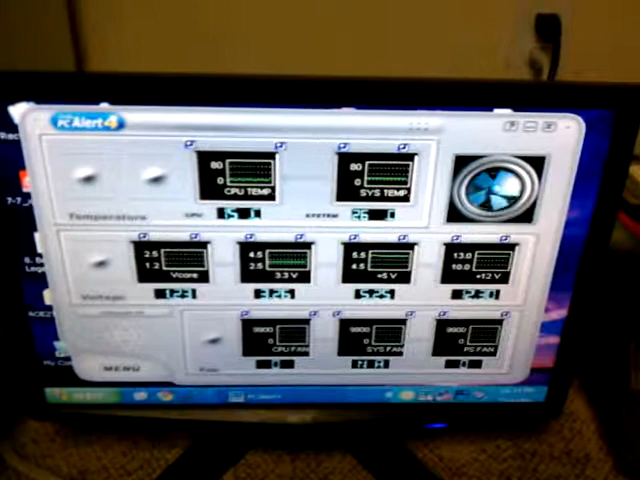 PC Alert 4
80
0
CPU TEMP
80
0
SYS TEMP
Temperature
CPU
15 C
SYSTEM
26 C
2.5
1.2
Vcore
4.5
2.5
3.3 V
5.5
4.5
+5 V
13.0
10.0
+12 V
Voltage
1.23
3.26
5.25
12.30
9900
0
CPU FAN
9900
0
SYS FAN
9900
0
PS FAN
MENU
Fan
0
0